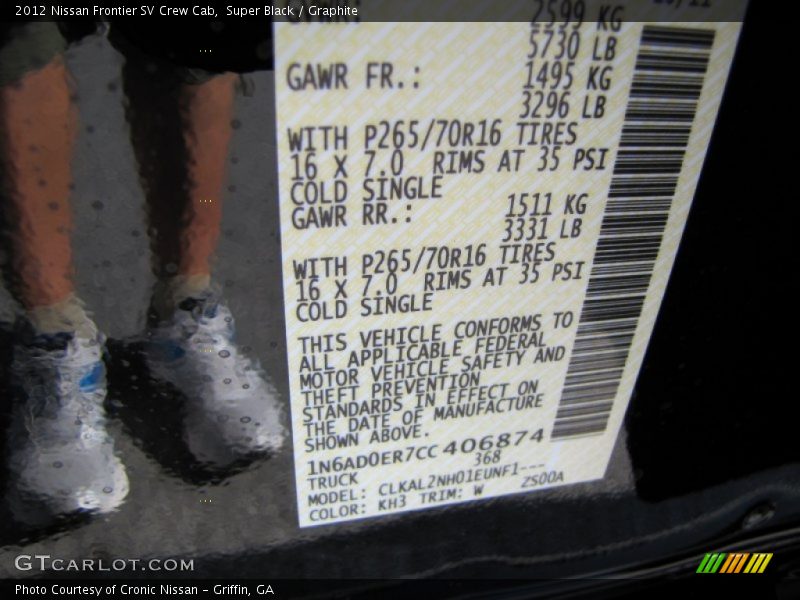 2012 Nissan Frontier SV Crew Cab,  Super Black / Graphite
2599 KG
5730 LB
GAWR FR.: 1495 KG
3296 LB
WITH P265/70R16 TIRES
16 X 7.0 RIMS AT 35 PSI
COLD SINGLE
GAWR RR.: 1511 KG
3331 LB
WITH P265/70R16 TIRES
16 X 7.0 RIMS AT 35 PSI
COLD SINGLE
THIS VEHICLE CONFORMS TO
ALL APPLICABLE FEDERAL
MOTOR VEHICLE SAFETY AND
THEFT PREVENTION
STANDARDS IN EFFECT ON
THE DATE OF MANUFACTURE
SHOWN ABOVE.
1N6AD0ER7CC406874
TRUCK 368
MODEL: CLKAL2NH01EUNF1---
COLOR: KH3 TRIM: W ZS00A
GTCARLOT.COM
Photo Courtesy of Cronic Nissan - Griffin, GA